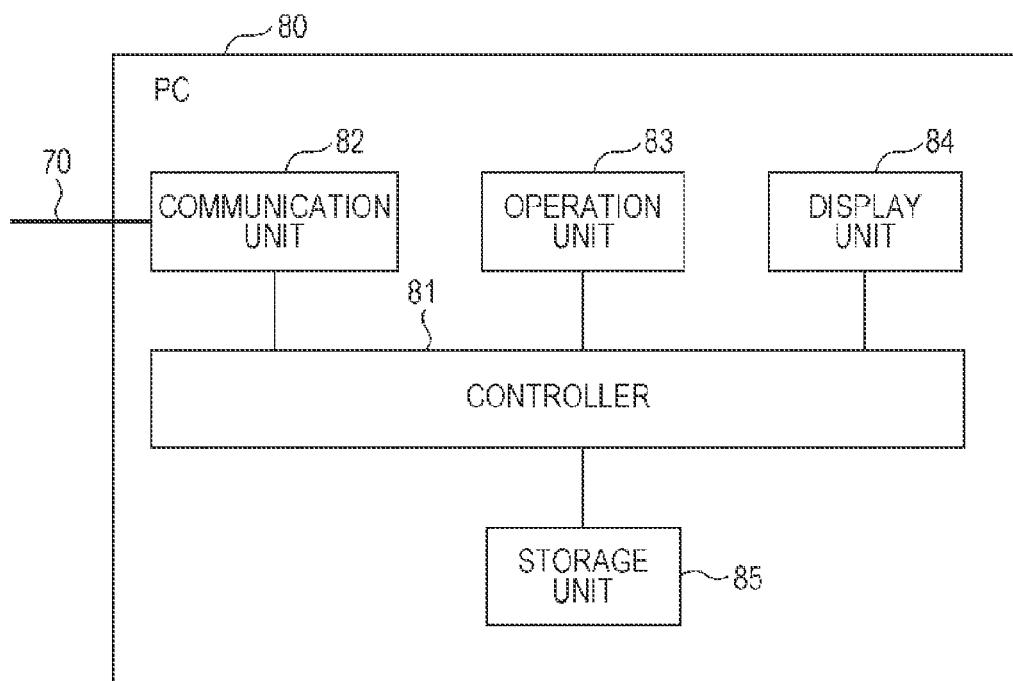 80
PC
70
82
83
84
COMMUNICATION
UNIT
OPERATION
UNIT
DISPLAY
UNIT
81
CONTROLLER
STORAGE
UNIT
85